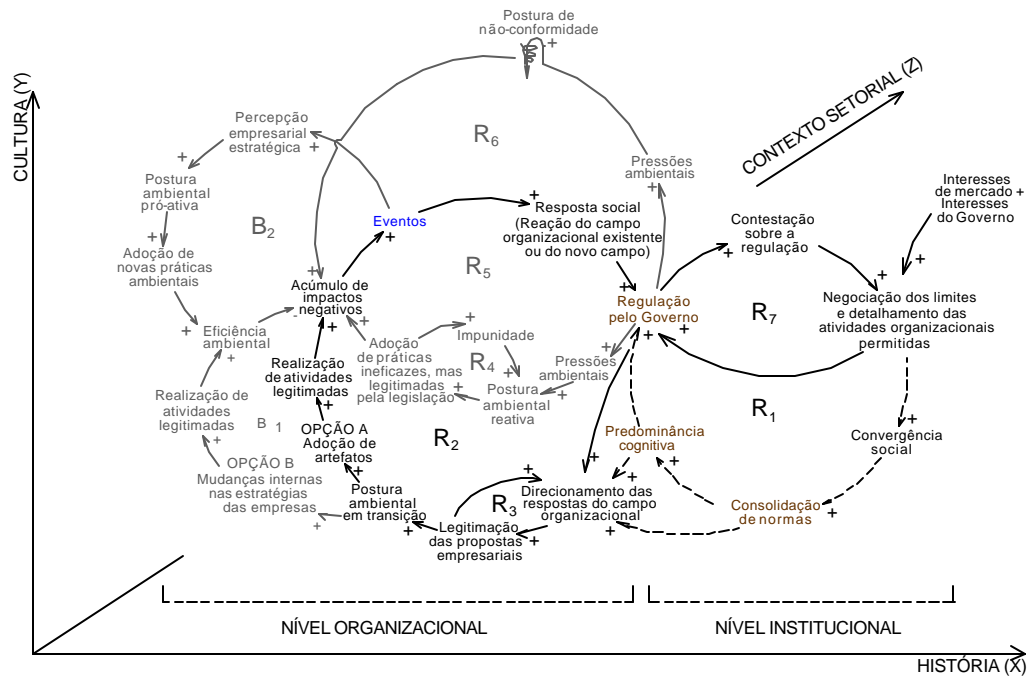 Postura de
não-conformidade
+
CULTURA (Y)
CONTEXTO SETORIAL (Z)
Percepção
empresarial
estratégica
+
+
R6
+
Pressões
ambientais
+
Postura
ambiental
pró-ativa
+
B2
Eventos
+
+
Resposta social
(Reação do campo
organizacional existente
ou do novo campo)
+
Contestação
sobre a
regulação
+
Interesses
de mercado +
Interesses
do Governo
+
+
Adoção de
novas práticas
ambientais
+
R5
+
Acúmulo de
impactos
negativos
-
+
+
Regulação
pelo Governo
+
+
+
R7
Negociação dos limites
e detalhamento das
atividades organizacionais
permitidas
Eficiência
ambiental
+
+
Impunidade
+
Adoção
de práticas
ineficazes, mas
legitimadas
pela legislação
+
R4
+
Pressões
ambientais
+
+
Postura
ambiental
reativa
Realização
de atividades
legitimadas
+
Realização de
atividades
legitimadas
+
B 1
OPÇÃO A
Adoção de
artefatos
+
R2
R1
Predominância
cognitiva
+
+
Convergência
social
+
OPÇÃO B
Mudanças internas
nas estratégias
das empresas
+
Postura
ambiental
em transição
+
R3
+
Direcionamento das
respostas do campo
organizacional
+
Consolidação
de normas
+
Legitimação
das propostas
empresariais
+
NÍVEL ORGANIZACIONAL
NÍVEL INSTITUCIONAL
HISTÓRIA (X)